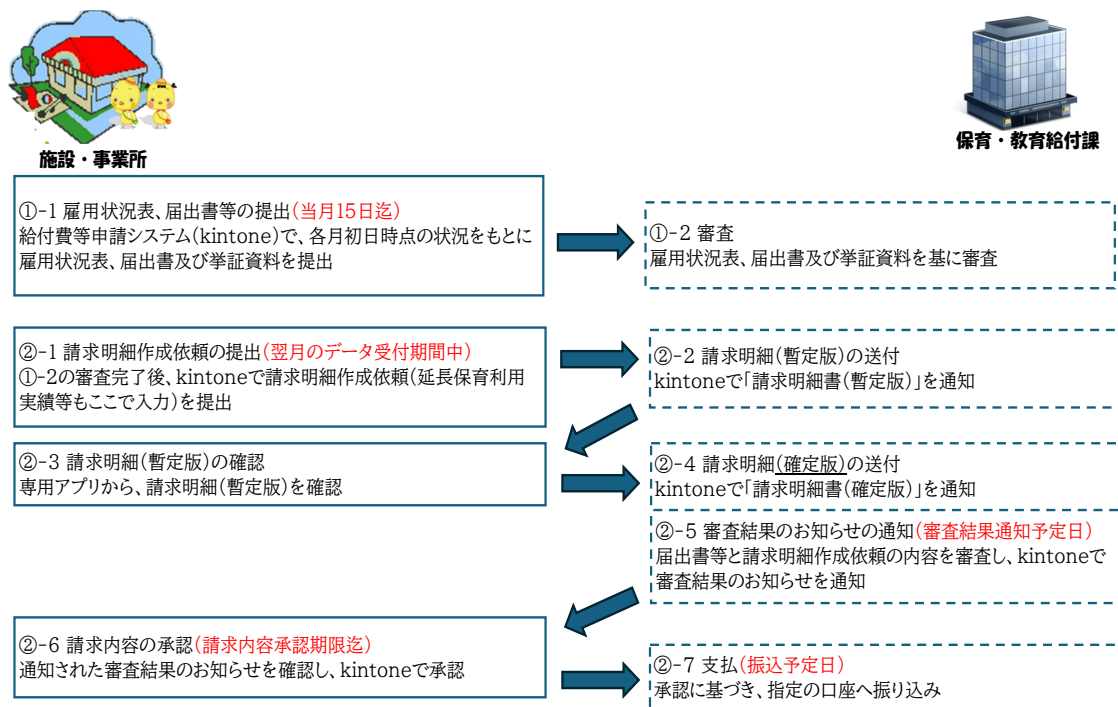 施設・事業所
保育・教育給付課
①-1 雇用状況表、届出書等の提出(当月15日迄)
給付費等申請システム(kintone)で、各月初日時点の状況をもとに
雇用状況表、届出書及び挙証資料を提出
①-2 審査
雇用状況表、届出書及び挙証資料を基に審査
②-1 請求明細作成依頼の提出(翌月のデータ受付期間中)
①-2の審査完了後、kintoneで請求明細作成依頼(延長保育利用
実績等もここで入力)を提出
②-2 請求明細(暫定版)の送付
kintoneで「請求明細書(暫定版)」を通知
②-3 請求明細(暫定版)の確認
専用アプリから、請求明細(暫定版)を確認
②-4 請求明細(確定版)の送付
kintoneで「請求明細書(確定版)」を通知
②-5 審査結果のお知らせの通知(審査結果通知予定日)
届出書等と請求明細作成依頼の内容を審査し、kintoneで
審査結果のお知らせを通知
②-6 請求内容の承認(請求内容承認期限迄)
通知された審査結果のお知らせを確認し、kintoneで承認
②-7 支払(振込予定日)
承認に基づき、指定の口座へ振り込み